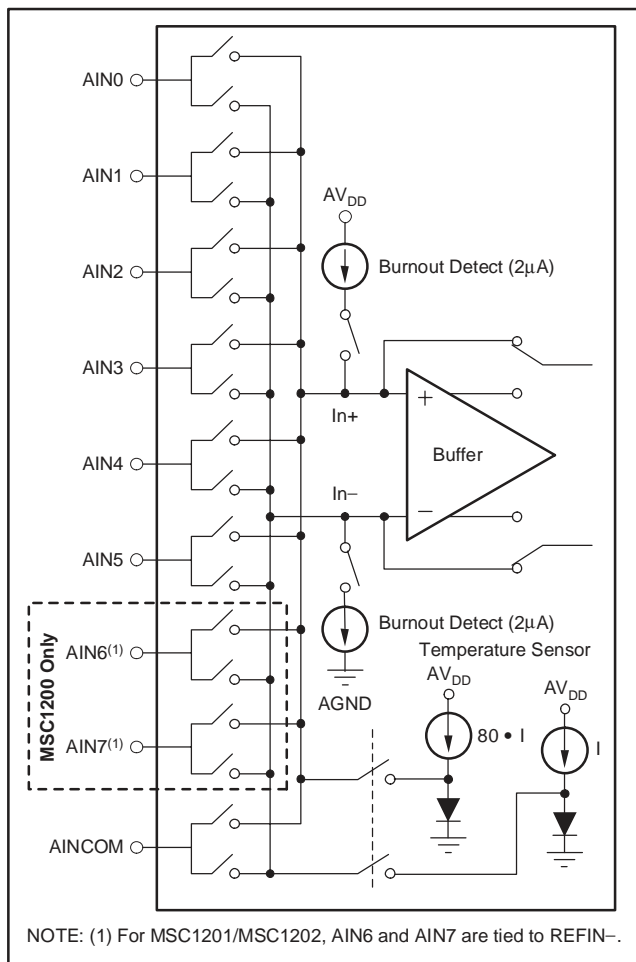 AIN0
AIN1
AV_DD
AIN2
Burnout Detect (2μA)
AIN3
In+
+
Buffer
AIN4
In−
−
AIN5
MSC1200 Only
AIN6(1)
Burnout Detect (2μA)
Temperature Sensor
AGND
AV_DD
AV_DD
AIN7(1)
80 • I
I
AINCOM
NOTE: (1) For MSC1201/MSC1202, AIN6 and AIN7 are tied to REFIN−.